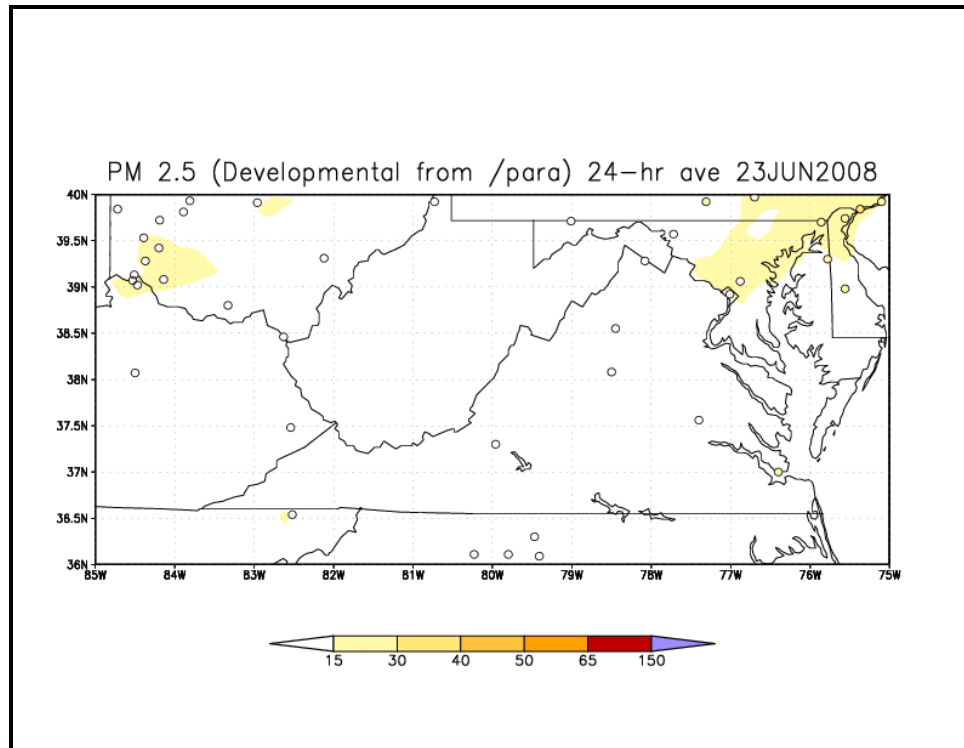 PM 2.5 (Developmental from /para) 24-hr ave 23JUN2008
40N
39.5N
39N
38.5N
38N
37.5N
37N
36.5N
36N
85W 84W 83W 82W 81W 80W 79W 78W 77W 76W 75W
15 30 40 50 65 150